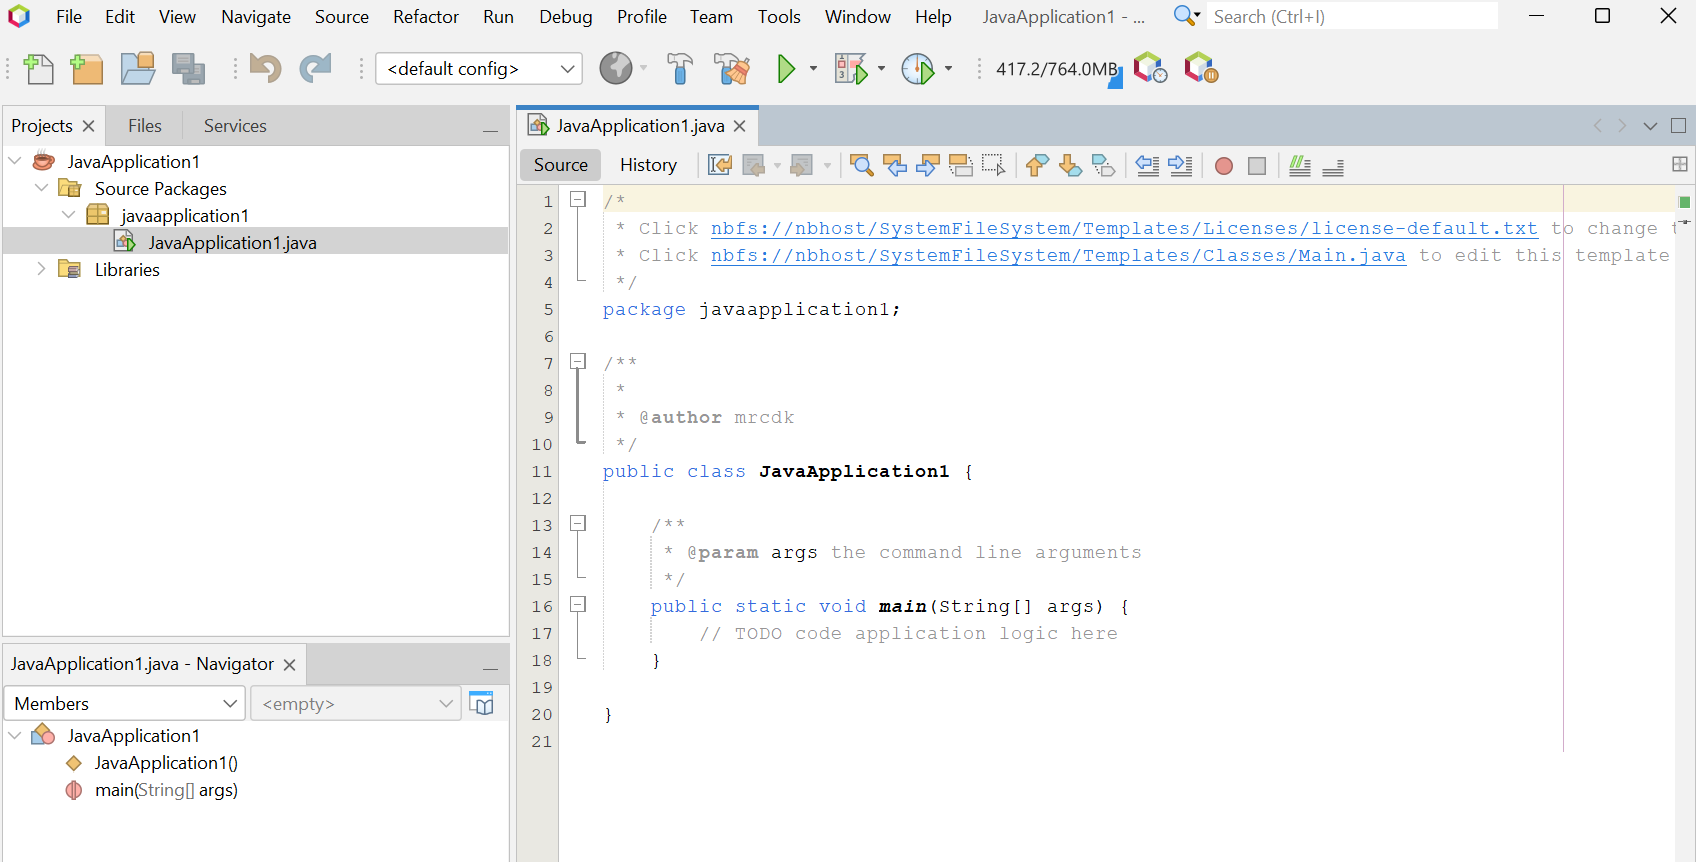 File Edit View Navigate Source Refactor Run Debug Profile Team Tools Window Help JavaApplication1 - ... Search (Ctrl+I)
<default config> 417.2/764.0MB
Projects Files Services
JavaApplication1
Source Packages
javaapplication1
JavaApplication1.java
Libraries
JavaApplication1.java - Navigator
Members <empty>
JavaApplication1
JavaApplication1()
main(String[] args)
JavaApplication1.java
Source History
1 /*
2  * Click nbfs://nbhost/SystemFileSystem/Templates/Licenses/license-default.txt to change
3  * Click nbfs://nbhost/SystemFileSystem/Templates/Classes/Main.java to edit this template
4  */
5 package javaapplication1;
6
7 /**
8  *
9  * @author mrcdk
10  */
11 public class JavaApplication1 {
12
13     /**
14      * @param args the command line arguments
15      */
16     public static void main(String[] args) {
17         // TODO code application logic here
18     }
19
20 }
21